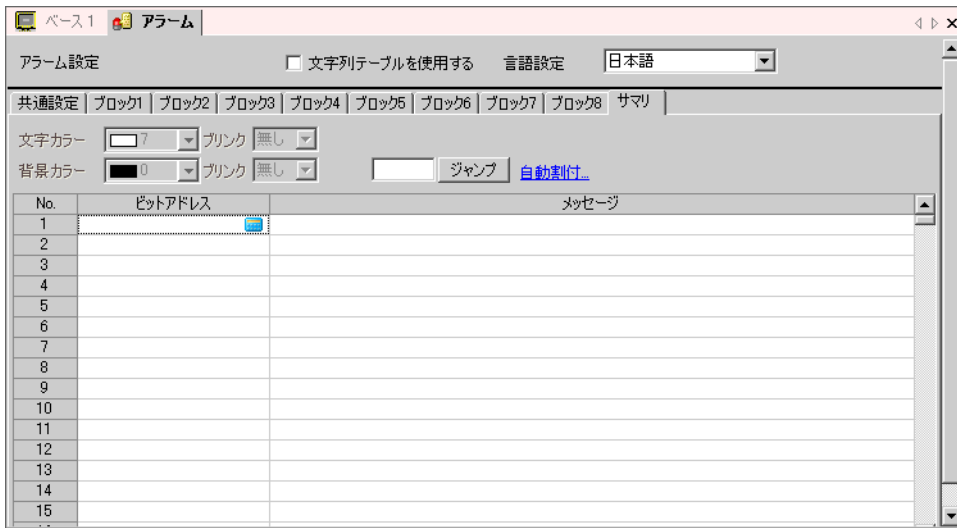 ベース1 アラーム
アラーム設定 文字列テーブルを使用する 言語設定 日本語
共通設定 ブロック1 ブロック2 ブロック3 ブロック4 ブロック5 ブロック6 ブロック7 ブロック8 サマリ
文字カラー 7 ブリンク 無し
背景カラー 0 ブリンク 無し ジャンプ 自動割付...
No. ビットアドレス メッセージ
1
2
3
4
5
6
7
8
9
10
11
12
13
14
15